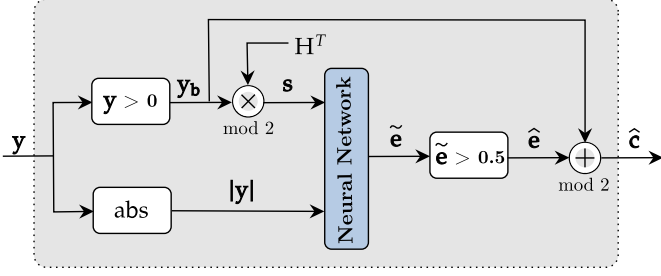 y
y > 0
y_b
H^T
×
mod 2
s
abs
|y|
Neural Network
ẽ
ẽ > 0.5
ê
+
mod 2
ĉ